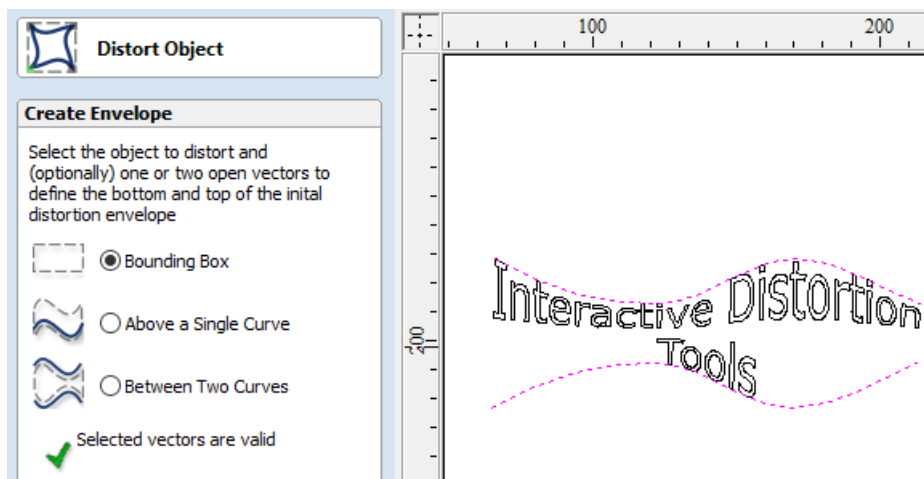 Distort Object
Create Envelope
Select the object to distort and
(optionally) one or two open vectors to
define the bottom and top of the inital
distortion envelope
Bounding Box
Above a Single Curve
Between Two Curves
Selected vectors are valid
100 200
200
Interactive Distortion
Tools